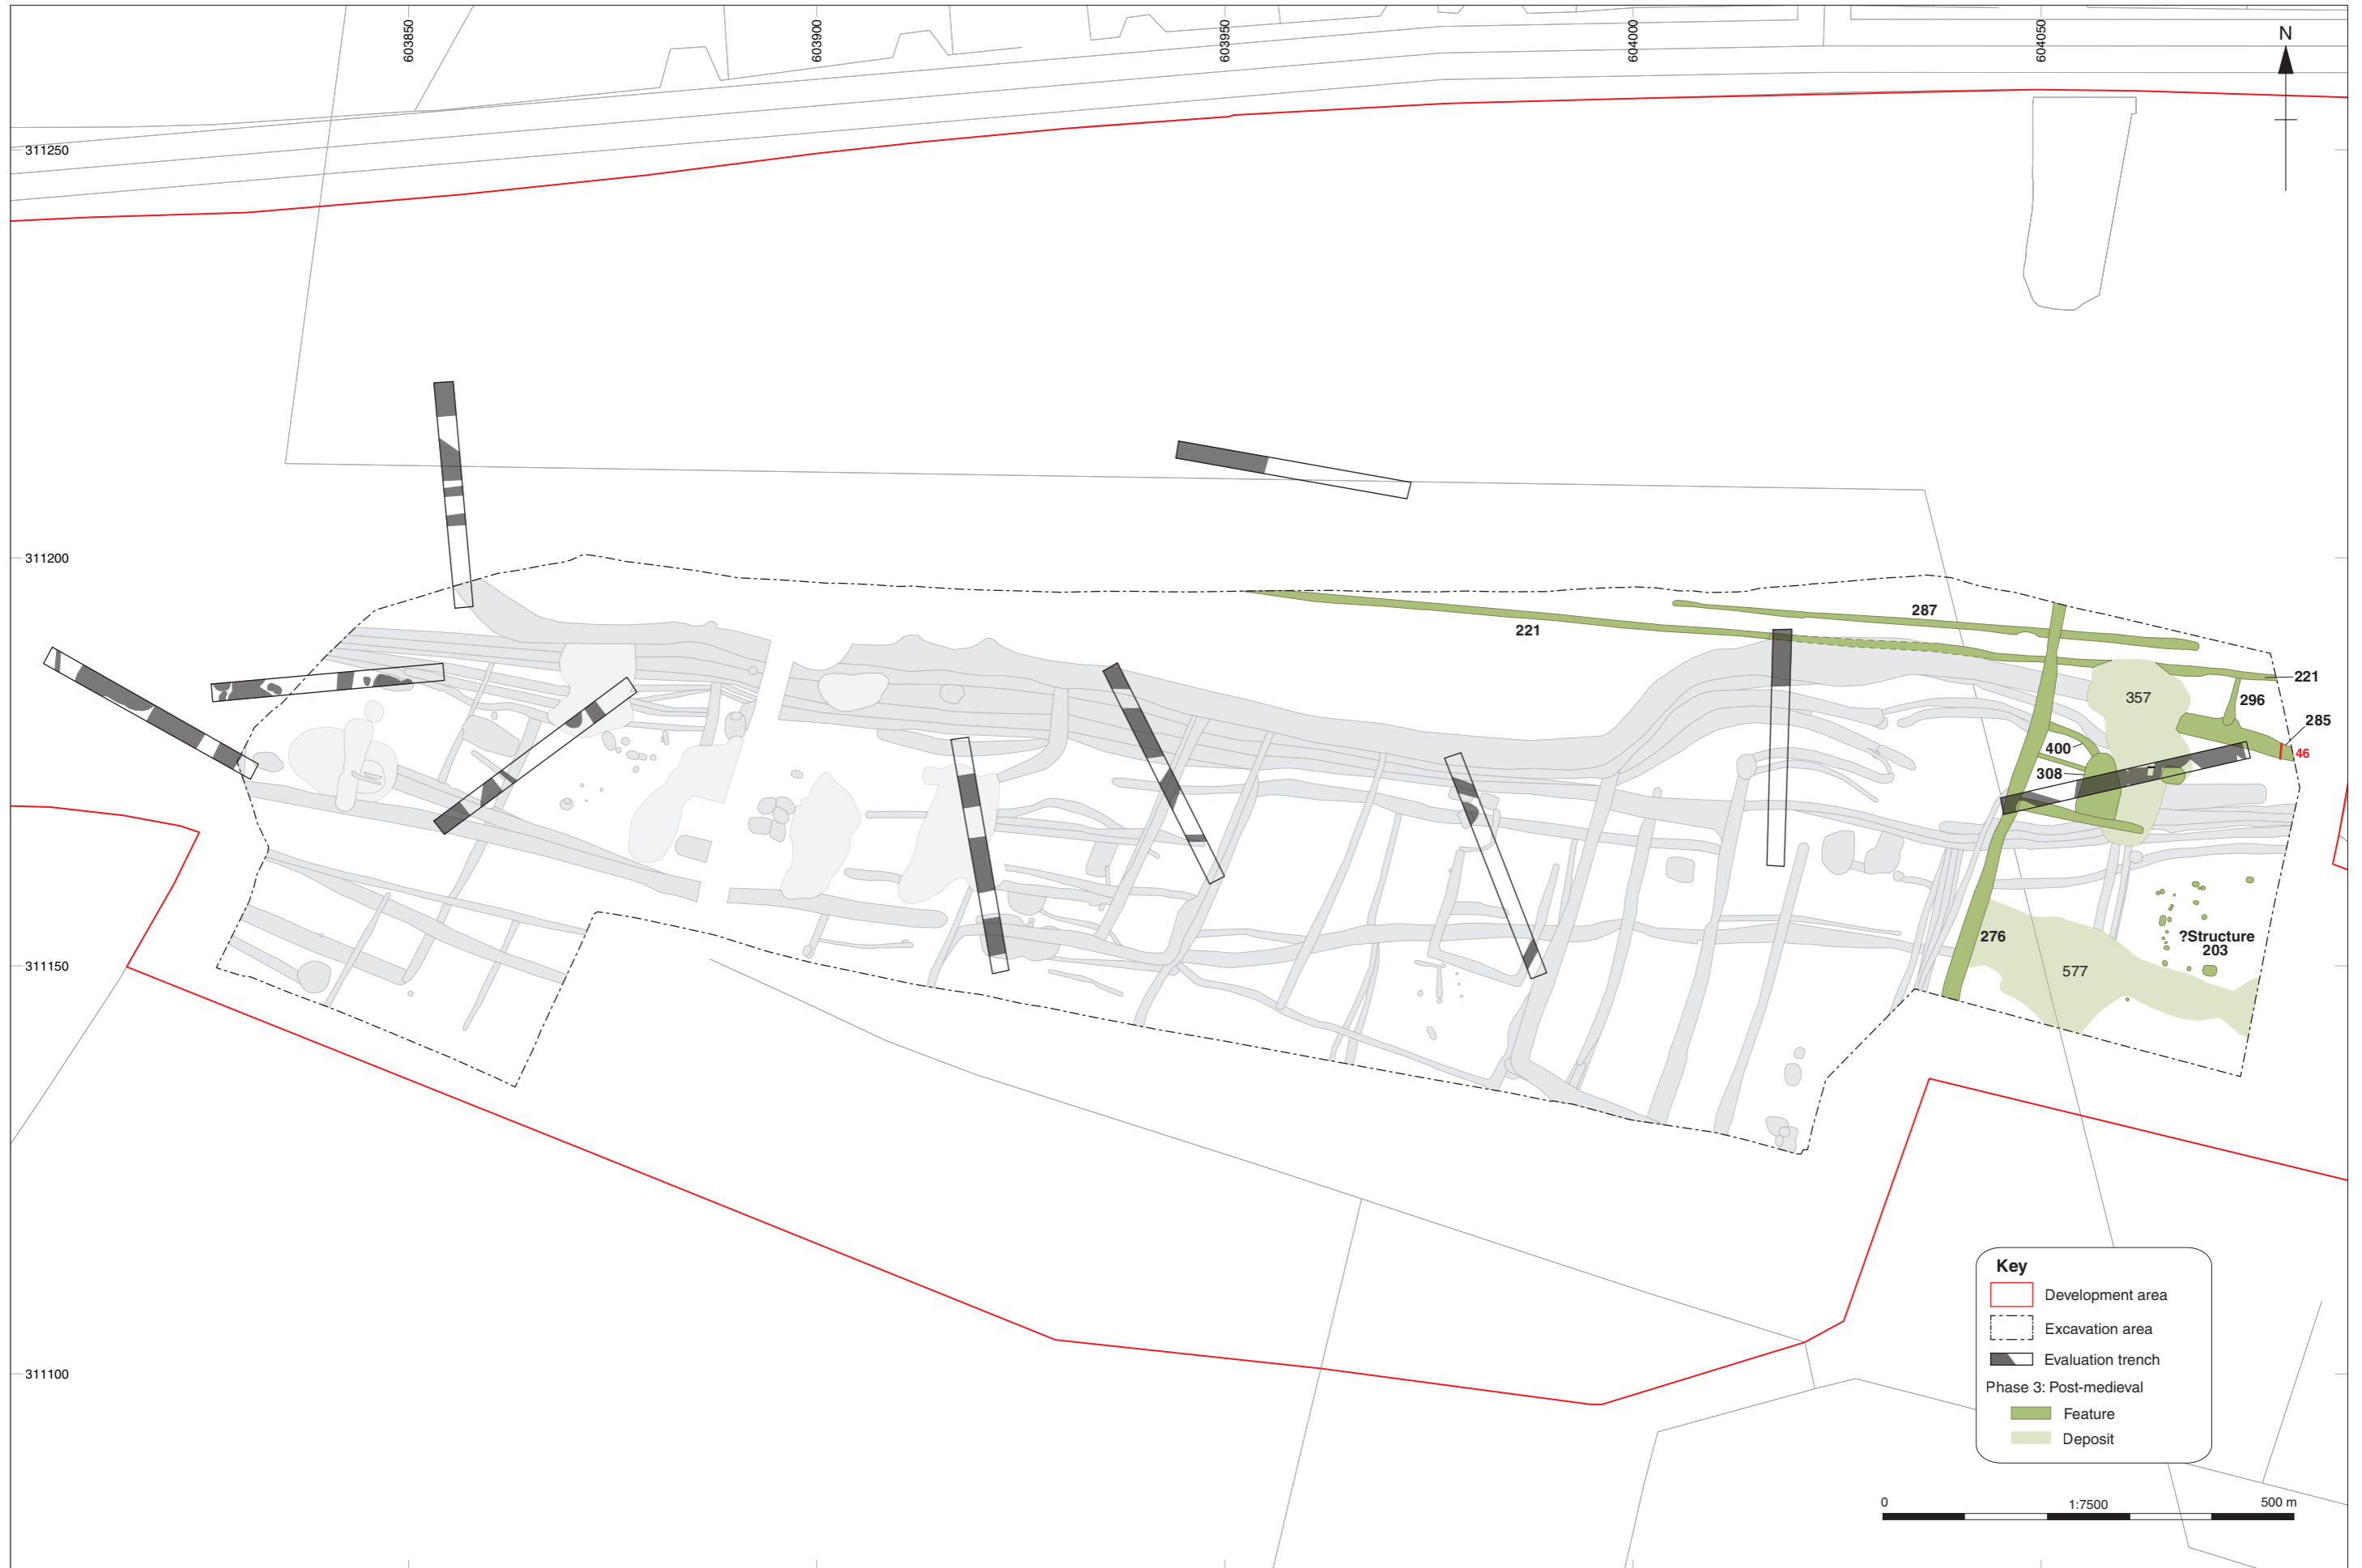 603850
603900
603950
604000
604050
N
311250
311200
287
221
357
221
296
285
400
46
308
276
?Structure
203
311150
577
Key
Development area
Excavation area
Evaluation trench
Phase 3: Post-medieval
Feature
Deposit
311100
0
1:7500
500 m